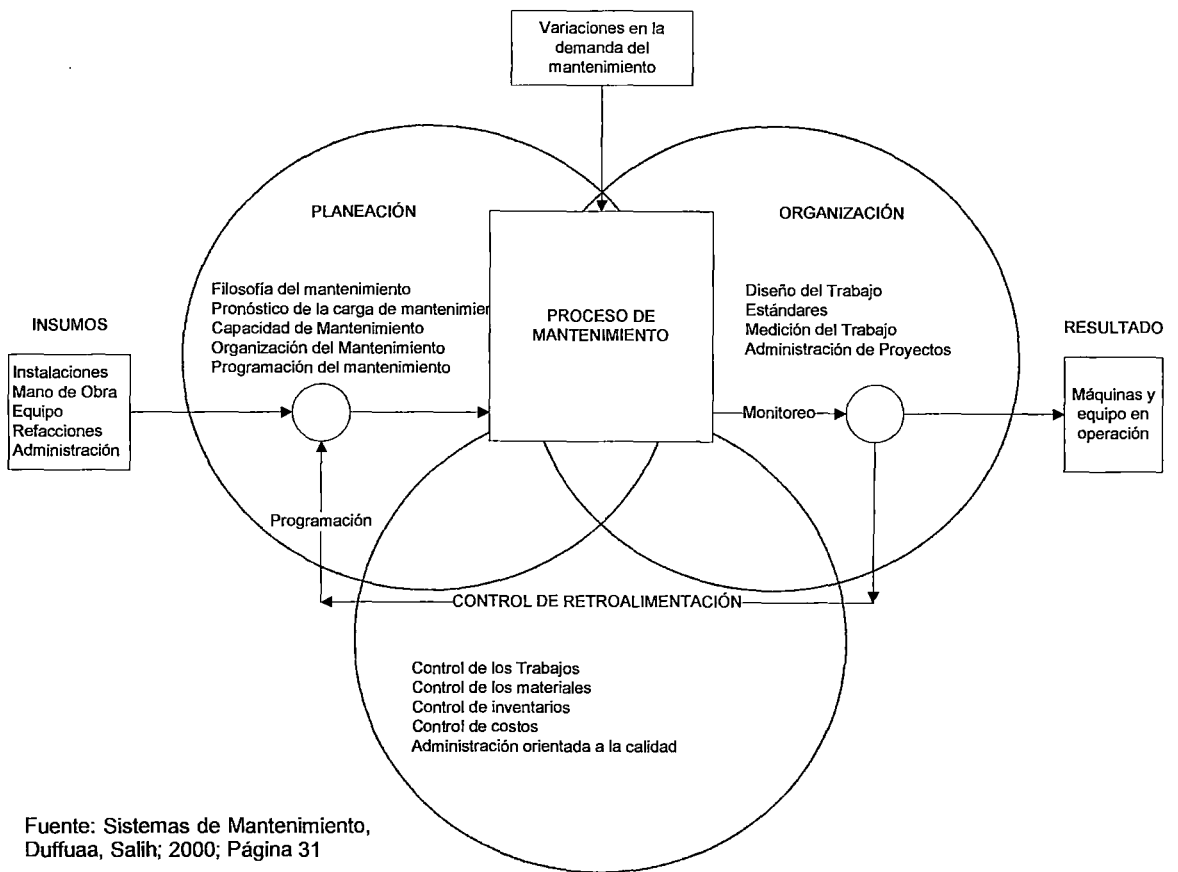 Variaciones en la
demanda del
mantenimiento
PLANEACIÓN
ORGANIZACIÓN
Filosofía del mantenimiento
Pronóstico de la carga de mantenimier
Capacidad de Mantenimiento
Organización del Mantenimiento
Programación del mantenimiento
PROCESO DE
MANTENIMIENTO
Diseño del Trabajo
Estándares
Medición del Trabajo
Administración de Proyectos
INSUMOS
Instalaciones
Mano de Obra
Equipo
Refacciones
Administración
RESULTADO
Máquinas y
equipo en
operación
Monitoreo
Programación
CONTROL DE RETROALIMENTACIÓN
Control de los Trabajos
Control de los materiales
Control de inventarios
Control de costos
Administración orientada a la calidad
Fuente: Sistemas de Mantenimiento,
Duffuaa, Salih; 2000; Página 31